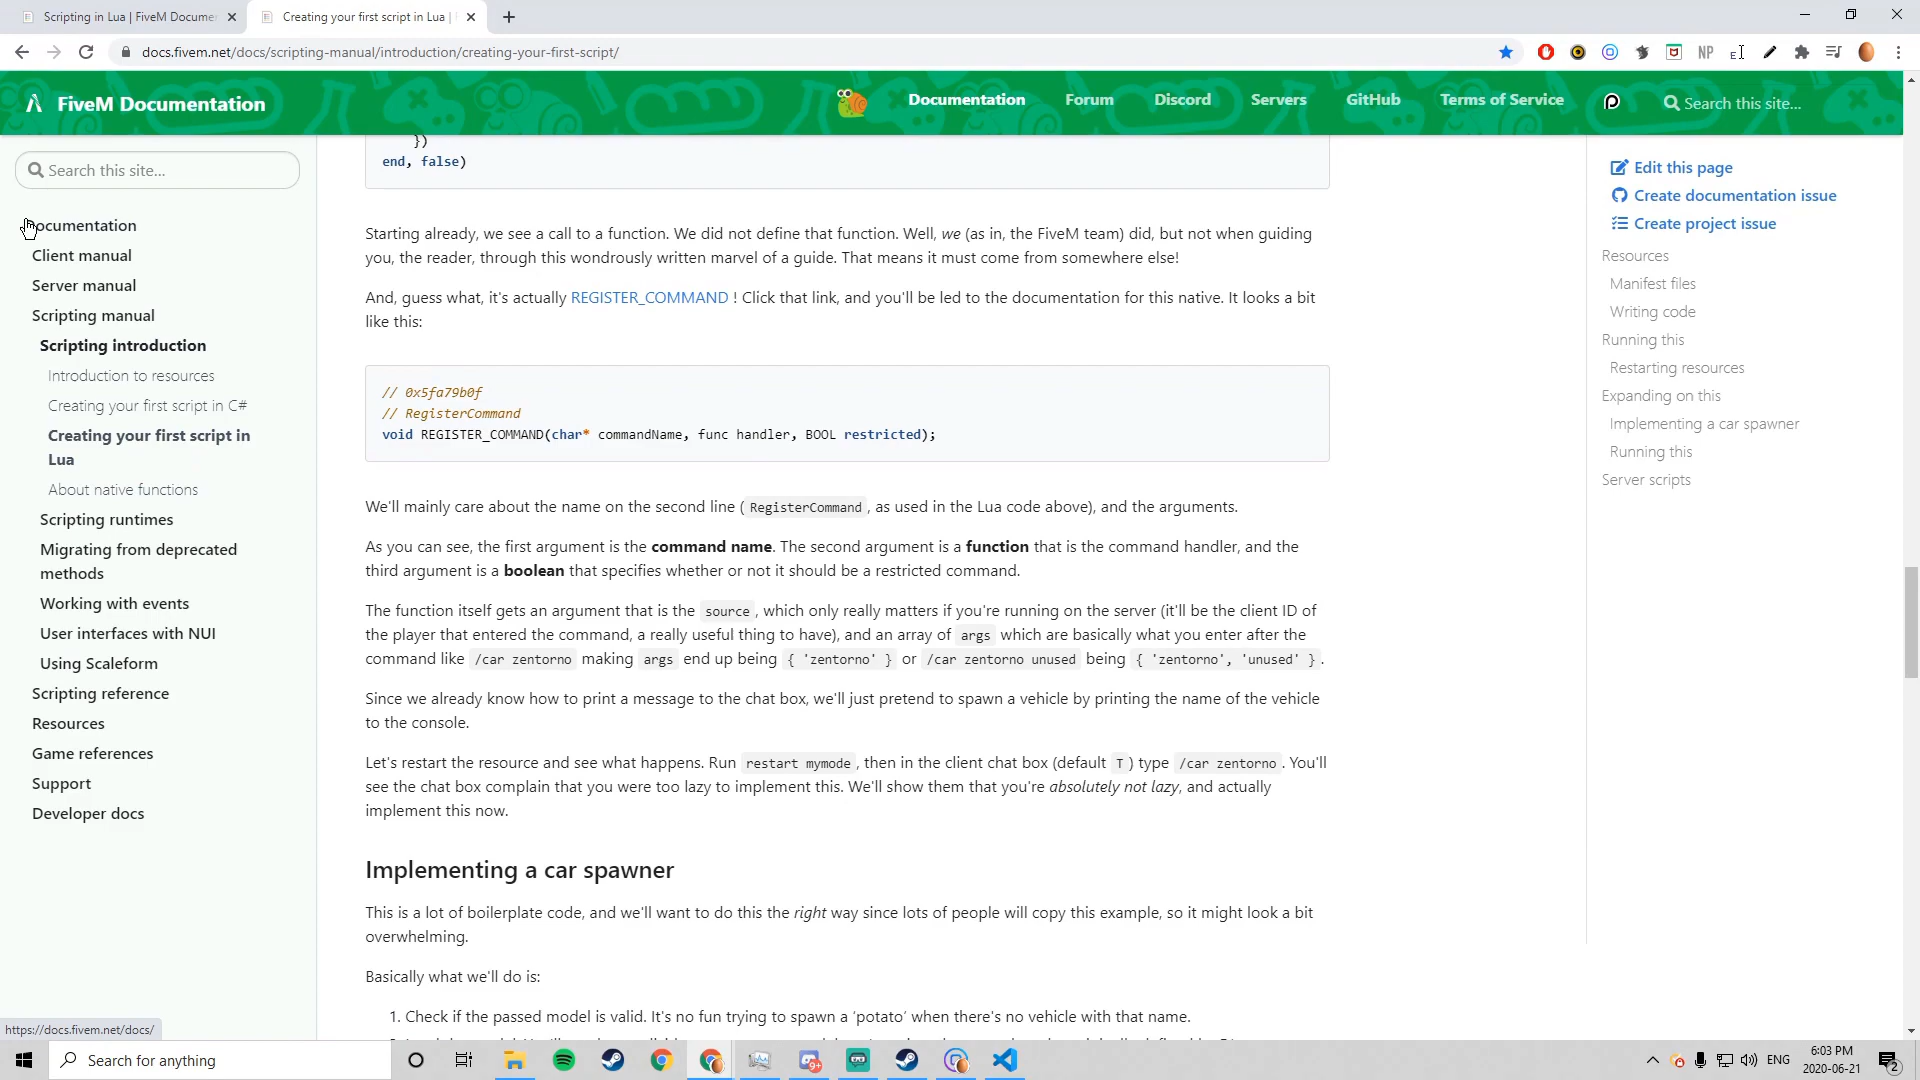 Scripting in Lua | FiveM Docume
Creating your first script in Lua |
docs.fivem.net/docs/scripting-manual/introduction/creating-your-first-script/
NP
FiveM Documentation
Documentation
Forum
Discord
Servers
GitHub
Terms of Service
Search this site...
Search this site...
ocumentation
Client manual
Server manual
Scripting manual
Scripting introduction
Introduction to resources
Creating your first script in C#
Creating your first script in
Lua
About native functions
Scripting runtimes
Migrating from deprecated
methods
Working with events
User interfaces with NUI
Using Scaleform
Scripting reference
Resources
Game references
Support
Developer docs
})
end, false)
Starting already, we see a call to a function. We did not define that function. Well, we (as in, the FiveM team) did, but not when guiding
you, the reader, through this wondrously written marvel of a guide. That means it must come from somewhere else!
And, guess what, it's actually REGISTER_COMMAND ! Click that link, and you'll be led to the documentation for this native. It looks a bit
like this:
// 0x5fa79b0f
// RegisterCommand
void REGISTER_COMMAND(char* commandName, func handler, BOOL restricted);
We'll mainly care about the name on the second line ( RegisterCommand , as used in the Lua code above), and the arguments.
As you can see, the first argument is the command name. The second argument is a function that is the command handler, and the
third argument is a boolean that specifies whether or not it should be a restricted command.
The function itself gets an argument that is the source , which only really matters if you're running on the server (it'll be the client ID of
the player that entered the command, a really useful thing to have), and an array of args which are basically what you enter after the
command like /car zentorno making args end up being { 'zentorno' } or /car zentorno unused being { 'zentorno', 'unused' } .
Since we already know how to print a message to the chat box, we'll just pretend to spawn a vehicle by printing the name of the vehicle
to the console.
Let's restart the resource and see what happens. Run restart mymode , then in the client chat box (default T ) type /car zentorno . You'll
see the chat box complain that you were too lazy to implement this. We'll show them that you're absolutely not lazy, and actually
implement this now.
Implementing a car spawner
This is a lot of boilerplate code, and we'll want to do this the right way since lots of people will copy this example, so it might look a bit
overwhelming.
Basically what we'll do is:
1. Check if the passed model is valid. It's no fun trying to spawn a 'potato' when there's no vehicle with that name.
Edit this page
Create documentation issue
Create project issue
Resources
Manifest files
Writing code
Running this
Restarting resources
Expanding on this
Implementing a car spawner
Running this
Server scripts
https://docs.fivem.net/docs/
Search for anything
9+
ENG
6:03 PM
2020-06-21
2